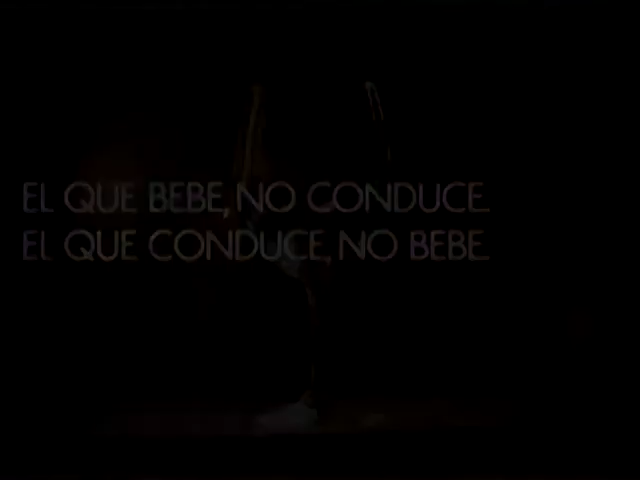 EL QUE BEBE, NO CONDUCE.
EL QUE CONDUCE, NO BEBE.